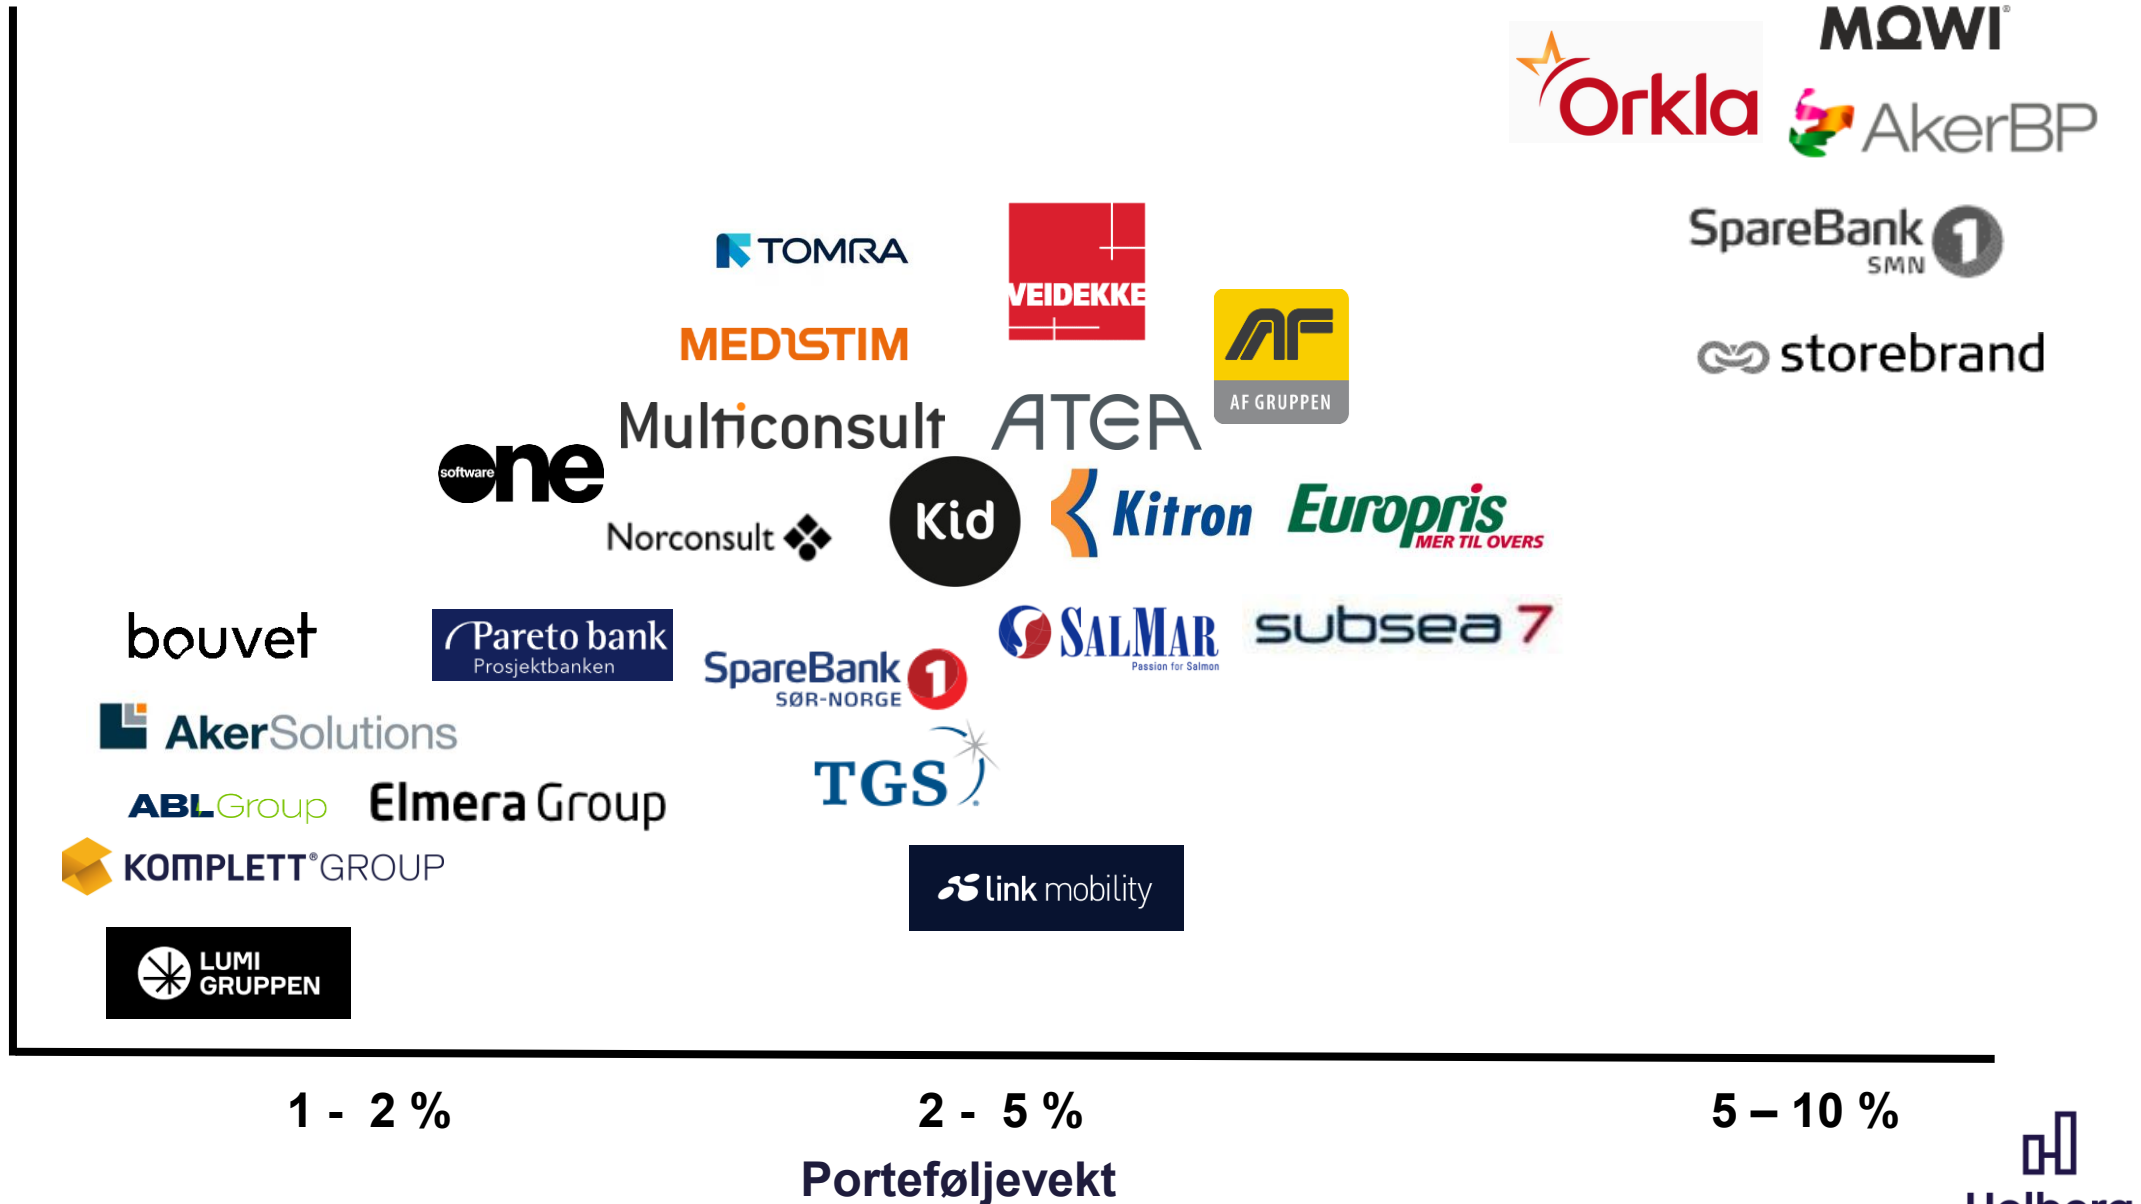 MOWI®
Orkla
AkerBP
SpareBank 1
SMN
TOMRA
VEIDEKKE
MEDISTIM
AF GRUPPEN
storebrand
Multiconsult
ATEA
software one
Norconsult
Kid
Kitron
Europris
MER TIL OVERS
bouvet
Pareto bank
Prosjektbanken
SpareBank 1
SØR-NORGE
SALMAR
Passion for Salmon
subsea 7
AkerSolutions
TGS
ABL Group
Elmera Group
KOMPLETT® GROUP
link mobility
LUMI
GRUPPEN
1 - 2 %
2 - 5 %
5 – 10 %
Porteføljevekt
Holberg